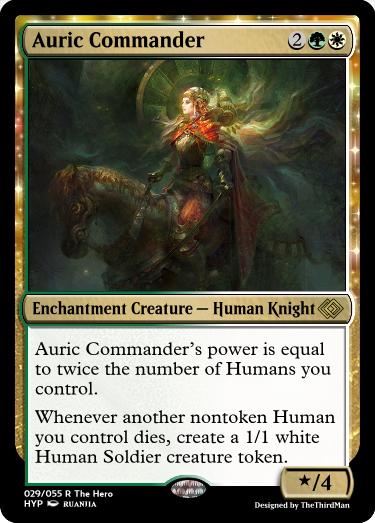 Auric Commander 2
Enchantment Creature — Human Knight
Auric Commander's power is equal
to twice the number of Humans you
control.
Whenever another nontoken Human
you control dies, create a 1/1 white
Human Soldier creature token.
★/4
029/055 R The Hero
HYP RUANJIA
Designed by TheThirdMan